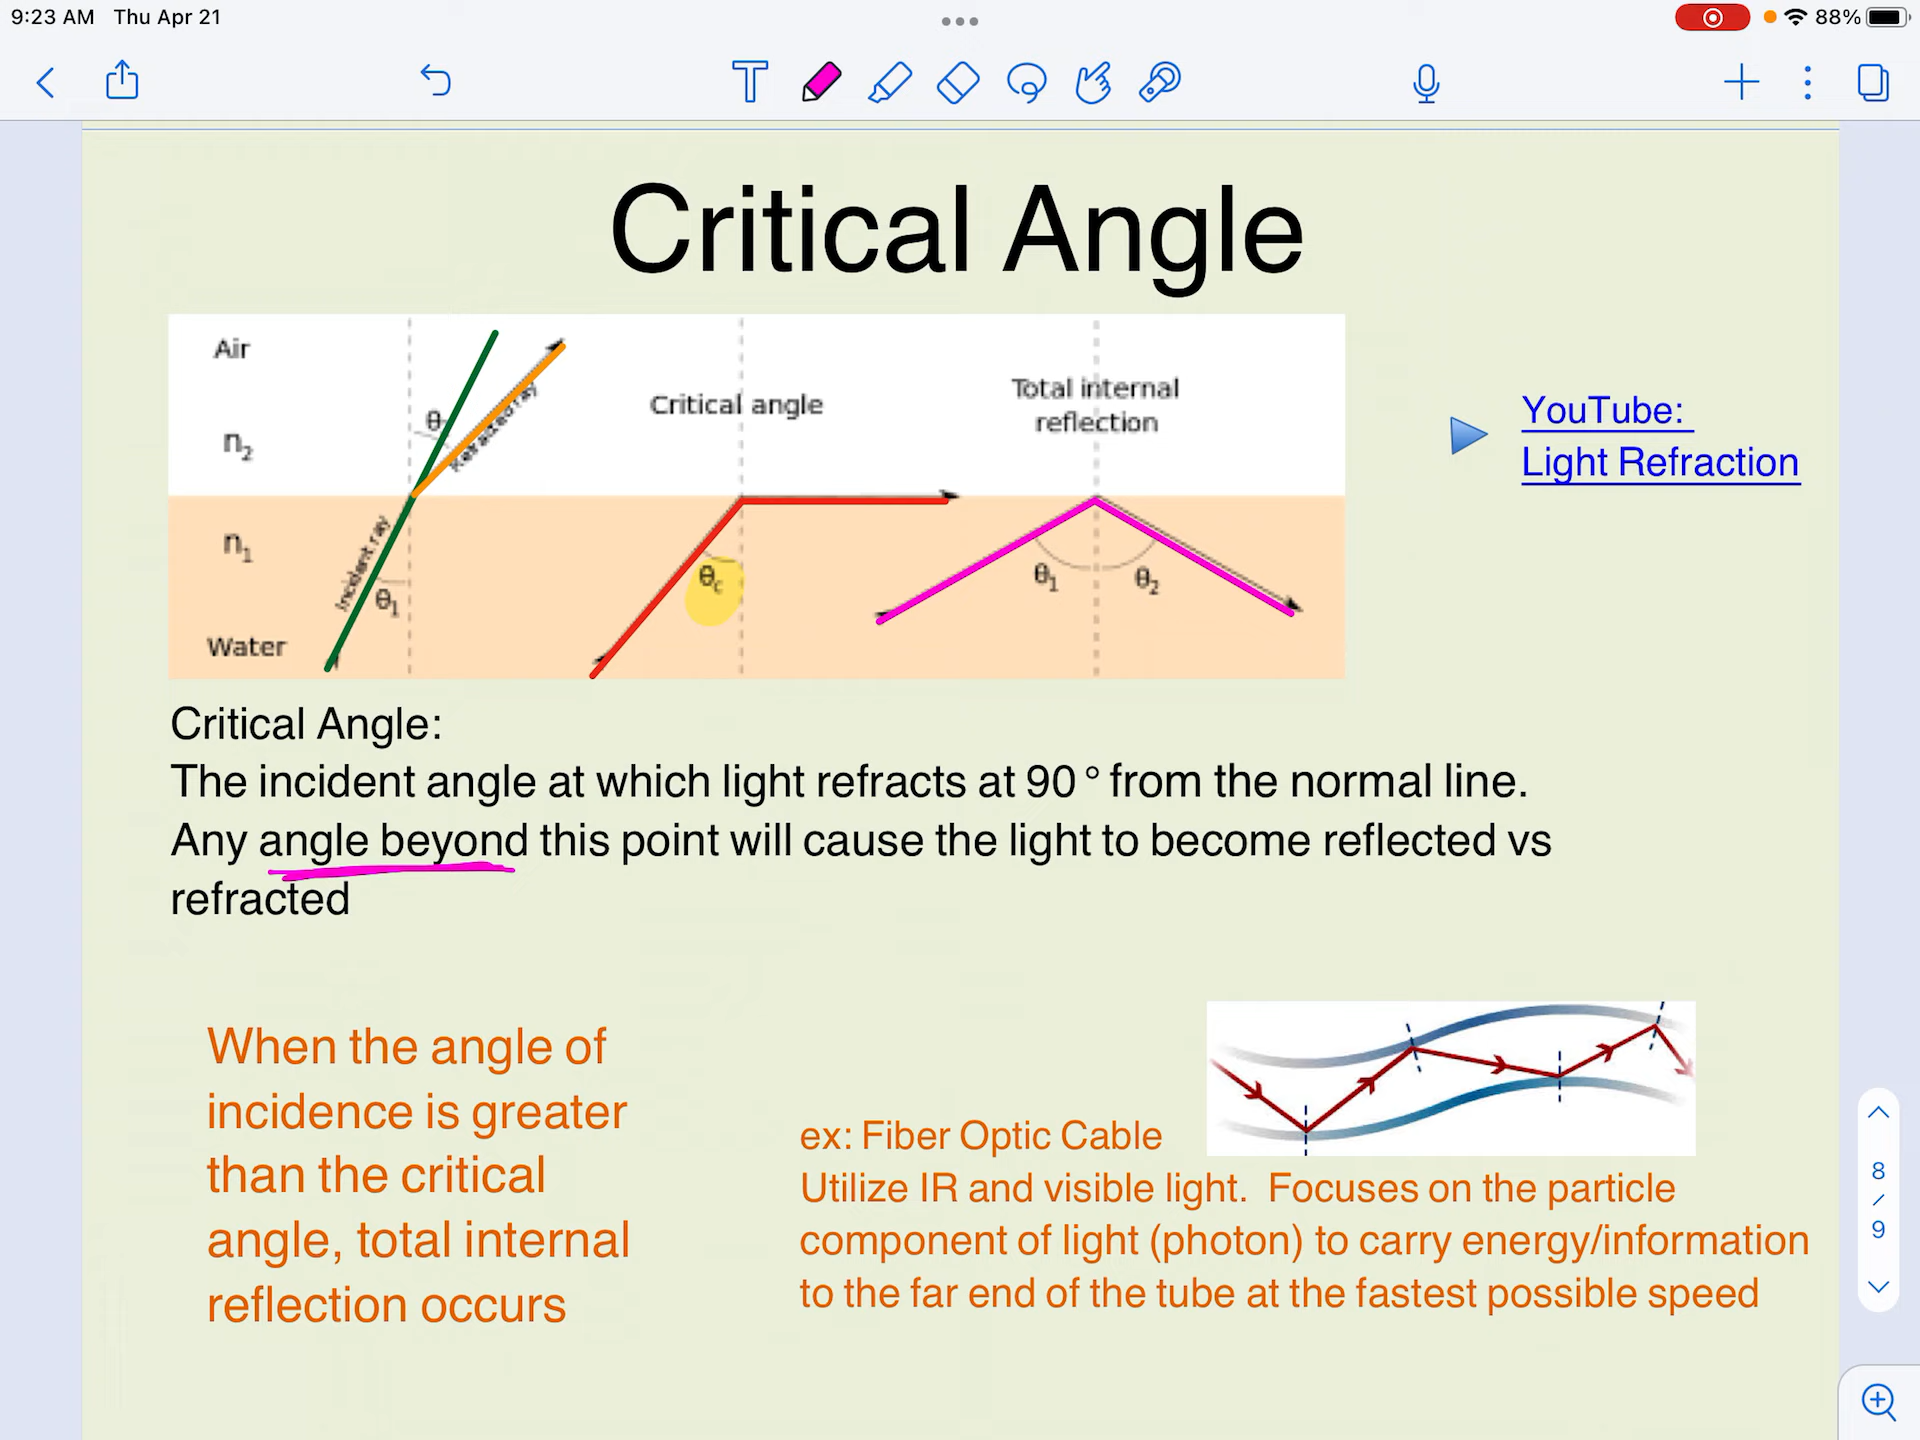 9:23 AM Thu Apr 21
88%
Critical Angle
Air
n2
θ
Refracted ray
Critical angle
Total internal
reflection
YouTube:
Light Refraction
n1
Incident ray
θ1
θc
θ1
θ2
Water
Critical Angle:
The incident angle at which light refracts at 90° from the normal line.
Any angle beyond this point will cause the light to become reflected vs
refracted
When the angle of
incidence is greater
than the critical
angle, total internal
reflection occurs
ex: Fiber Optic Cable
Utilize IR and visible light. Focuses on the particle
component of light (photon) to carry energy/information
to the far end of the tube at the fastest possible speed
8
/
9